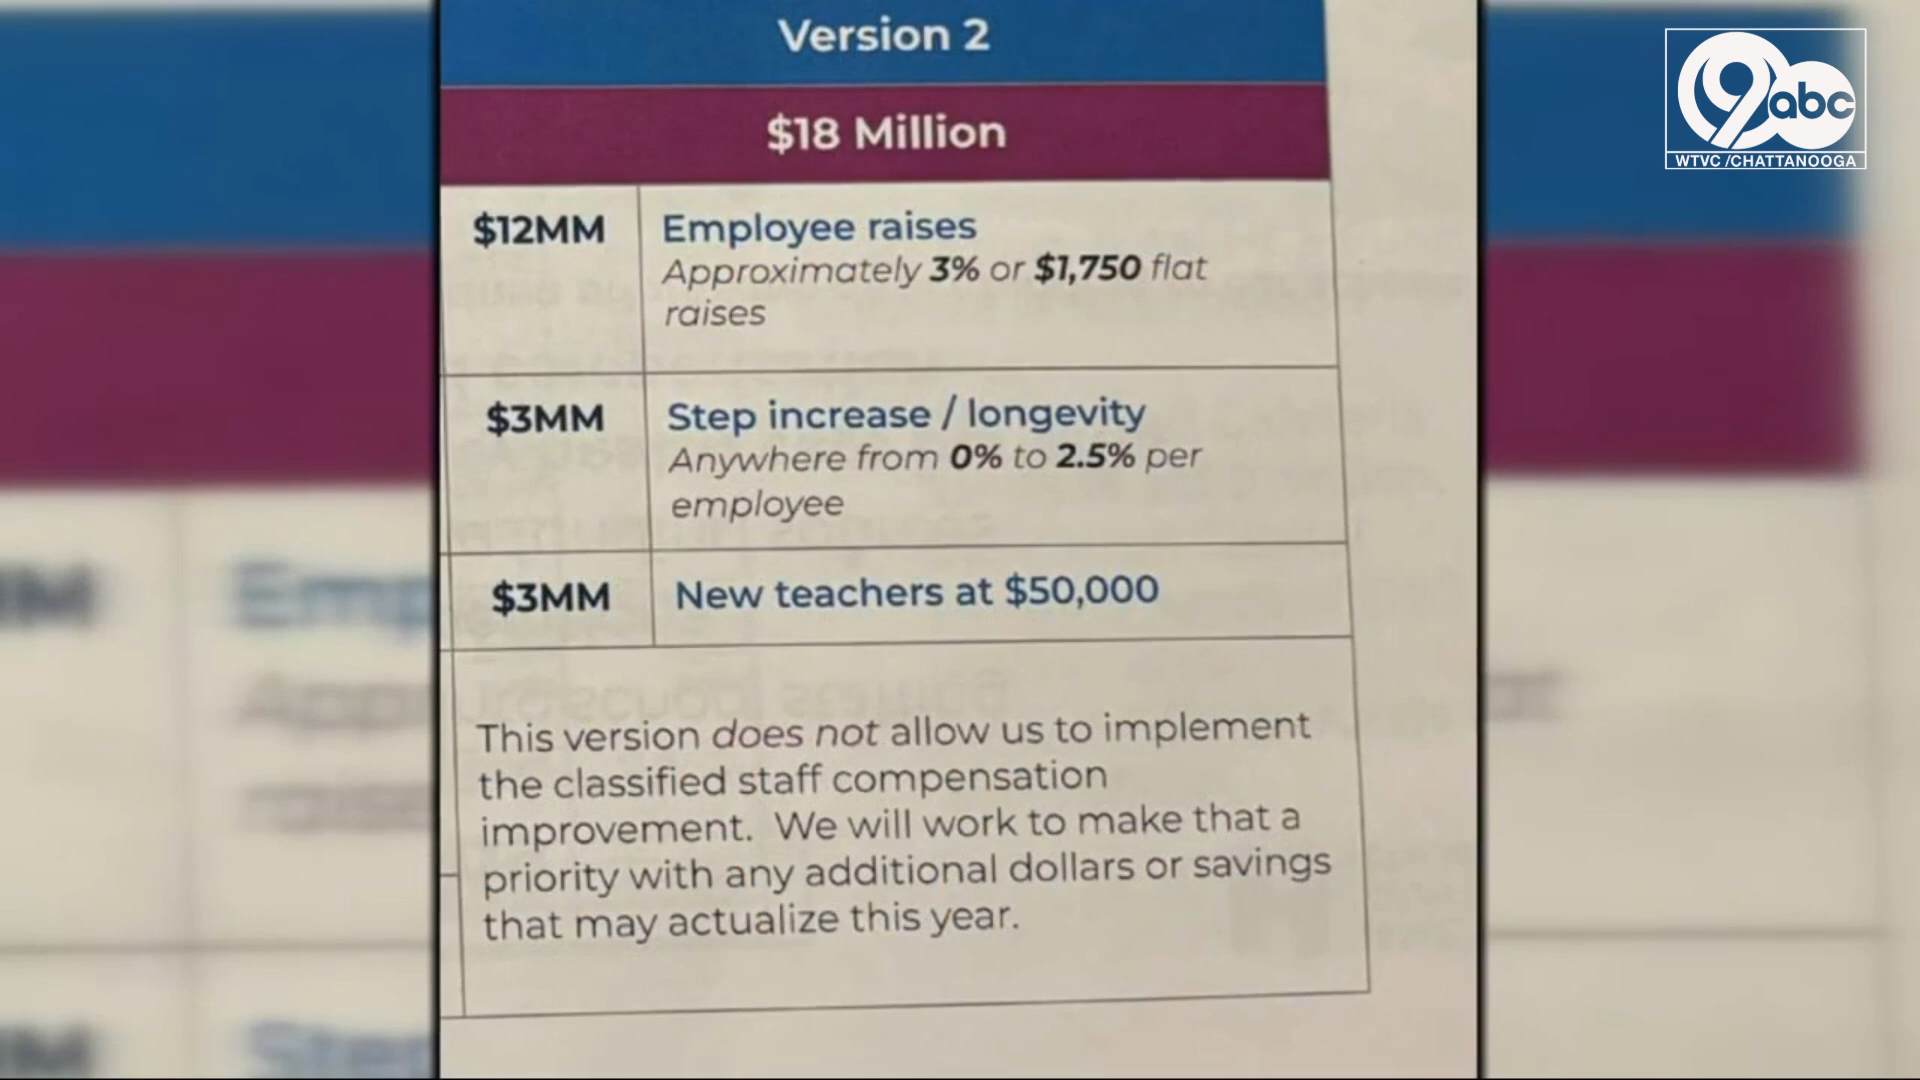 Version 2
$18 Million
$12MM
Employee raises
Approximately 3% or $1,750 flat
raises
$3MM
Step increase / longevity
Anywhere from 0% to 2.5% per
employee
$3MM
New teachers at $50,000
This version does not allow us to implement
the classified staff compensation
improvement. We will work to make that a
priority with any additional dollars or savings
that may actualize this year.
9 abc
WTVC /CHATTANOOGA